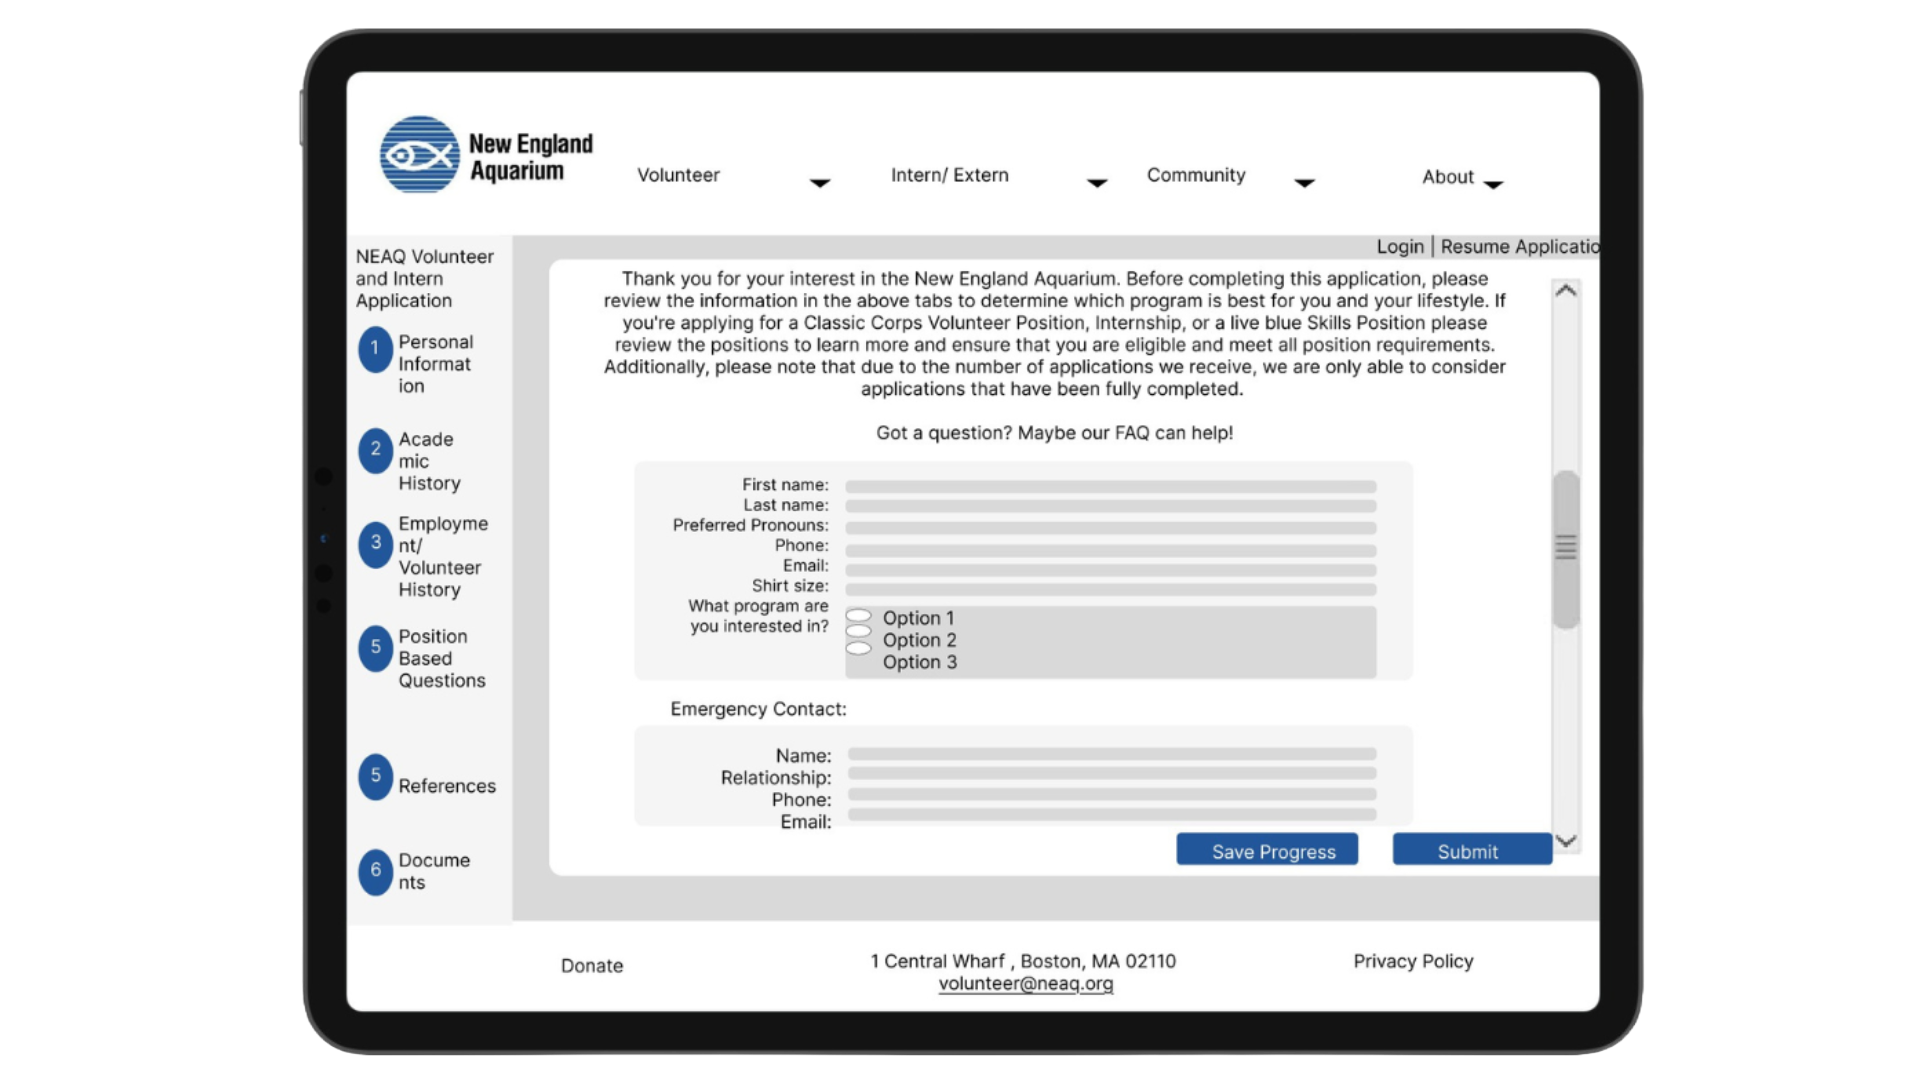 New England
Aquarium
Volunteer
Intern/ Extern
Community
About
Login | Resume Applicatio
NEAQ Volunteer
and Intern
Application
1
Personal
Informat
ion
2
Acade
mic
History
3
Employme
nt/
Volunteer
History
5
Position
Based
Questions
5
References
6
Docume
nts
Thank you for your interest in the New England Aquarium. Before completing this application, please
review the information in the above tabs to determine which program is best for you and your lifestyle. If
you're applying for a Classic Corps Volunteer Position, Internship, or a live blue Skills Position please
review the positions to learn more and ensure that you are eligible and meet all position requirements.
Additionally, please note that due to the number of applications we receive, we are only able to consider
applications that have been fully completed.
Got a question? Maybe our FAQ can help!
First name:
Last name:
Preferred Pronouns:
Phone:
Email:
Shirt size:
What program are
you interested in?
Option 1
Option 2
Option 3
Emergency Contact:
Name:
Relationship:
Phone:
Email:
Save Progress
Submit
Donate
1 Central Wharf , Boston, MA 02110
volunteer@neaq.org
Privacy Policy